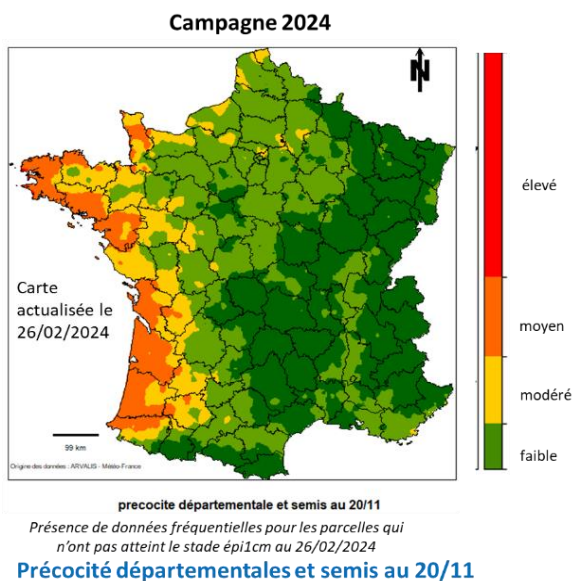 Campagne 2024
N
élevé
Carte
actualisée le
26/02/2024
moyen
modéré
99 km
faible
Origine des données : ARVALIS - Météo-France
precocite départementale et semis au 20/11
Présence de données fréquentielles pour les parcelles qui
n'ont pas atteint le stade épi1cm au 26/02/2024
Précocité départementales et semis au 20/11